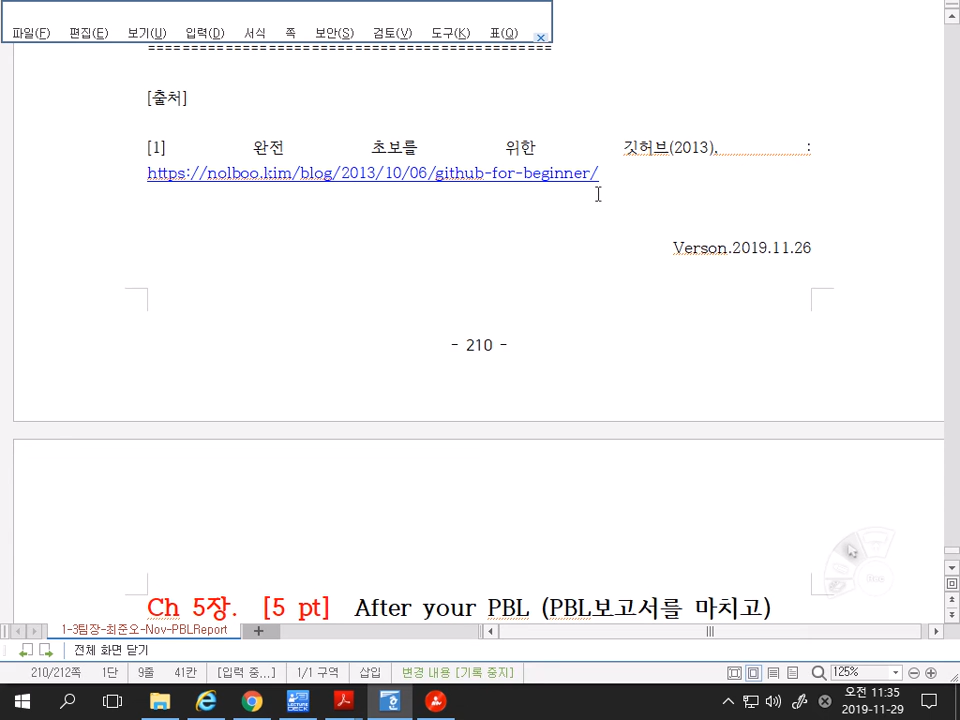 파일(F) 편집(E) 보기(U) 입력(D) 서식 쪽 보안(S) 검토(V) 도구(K) 표(Q)
====================================================
[출처]
[1] 완전 초보를 위한 깃허브(2013), :
https://nolboo.kim/blog/2013/10/06/github-for-beginner/
Verson.2019.11.26
- 210 -
Ch 5장. [5 pt] After your PBL (PBL보고서를 마치고)
1-3팀장-최준오-Nov-PBLReport
전체 화면 닫기
210/212쪽 1단 9줄 41칸 [입력 중...] 1/1 구역 삽입 변경 내용 [기록 중지] 125%
오전 11:35
2019-11-29